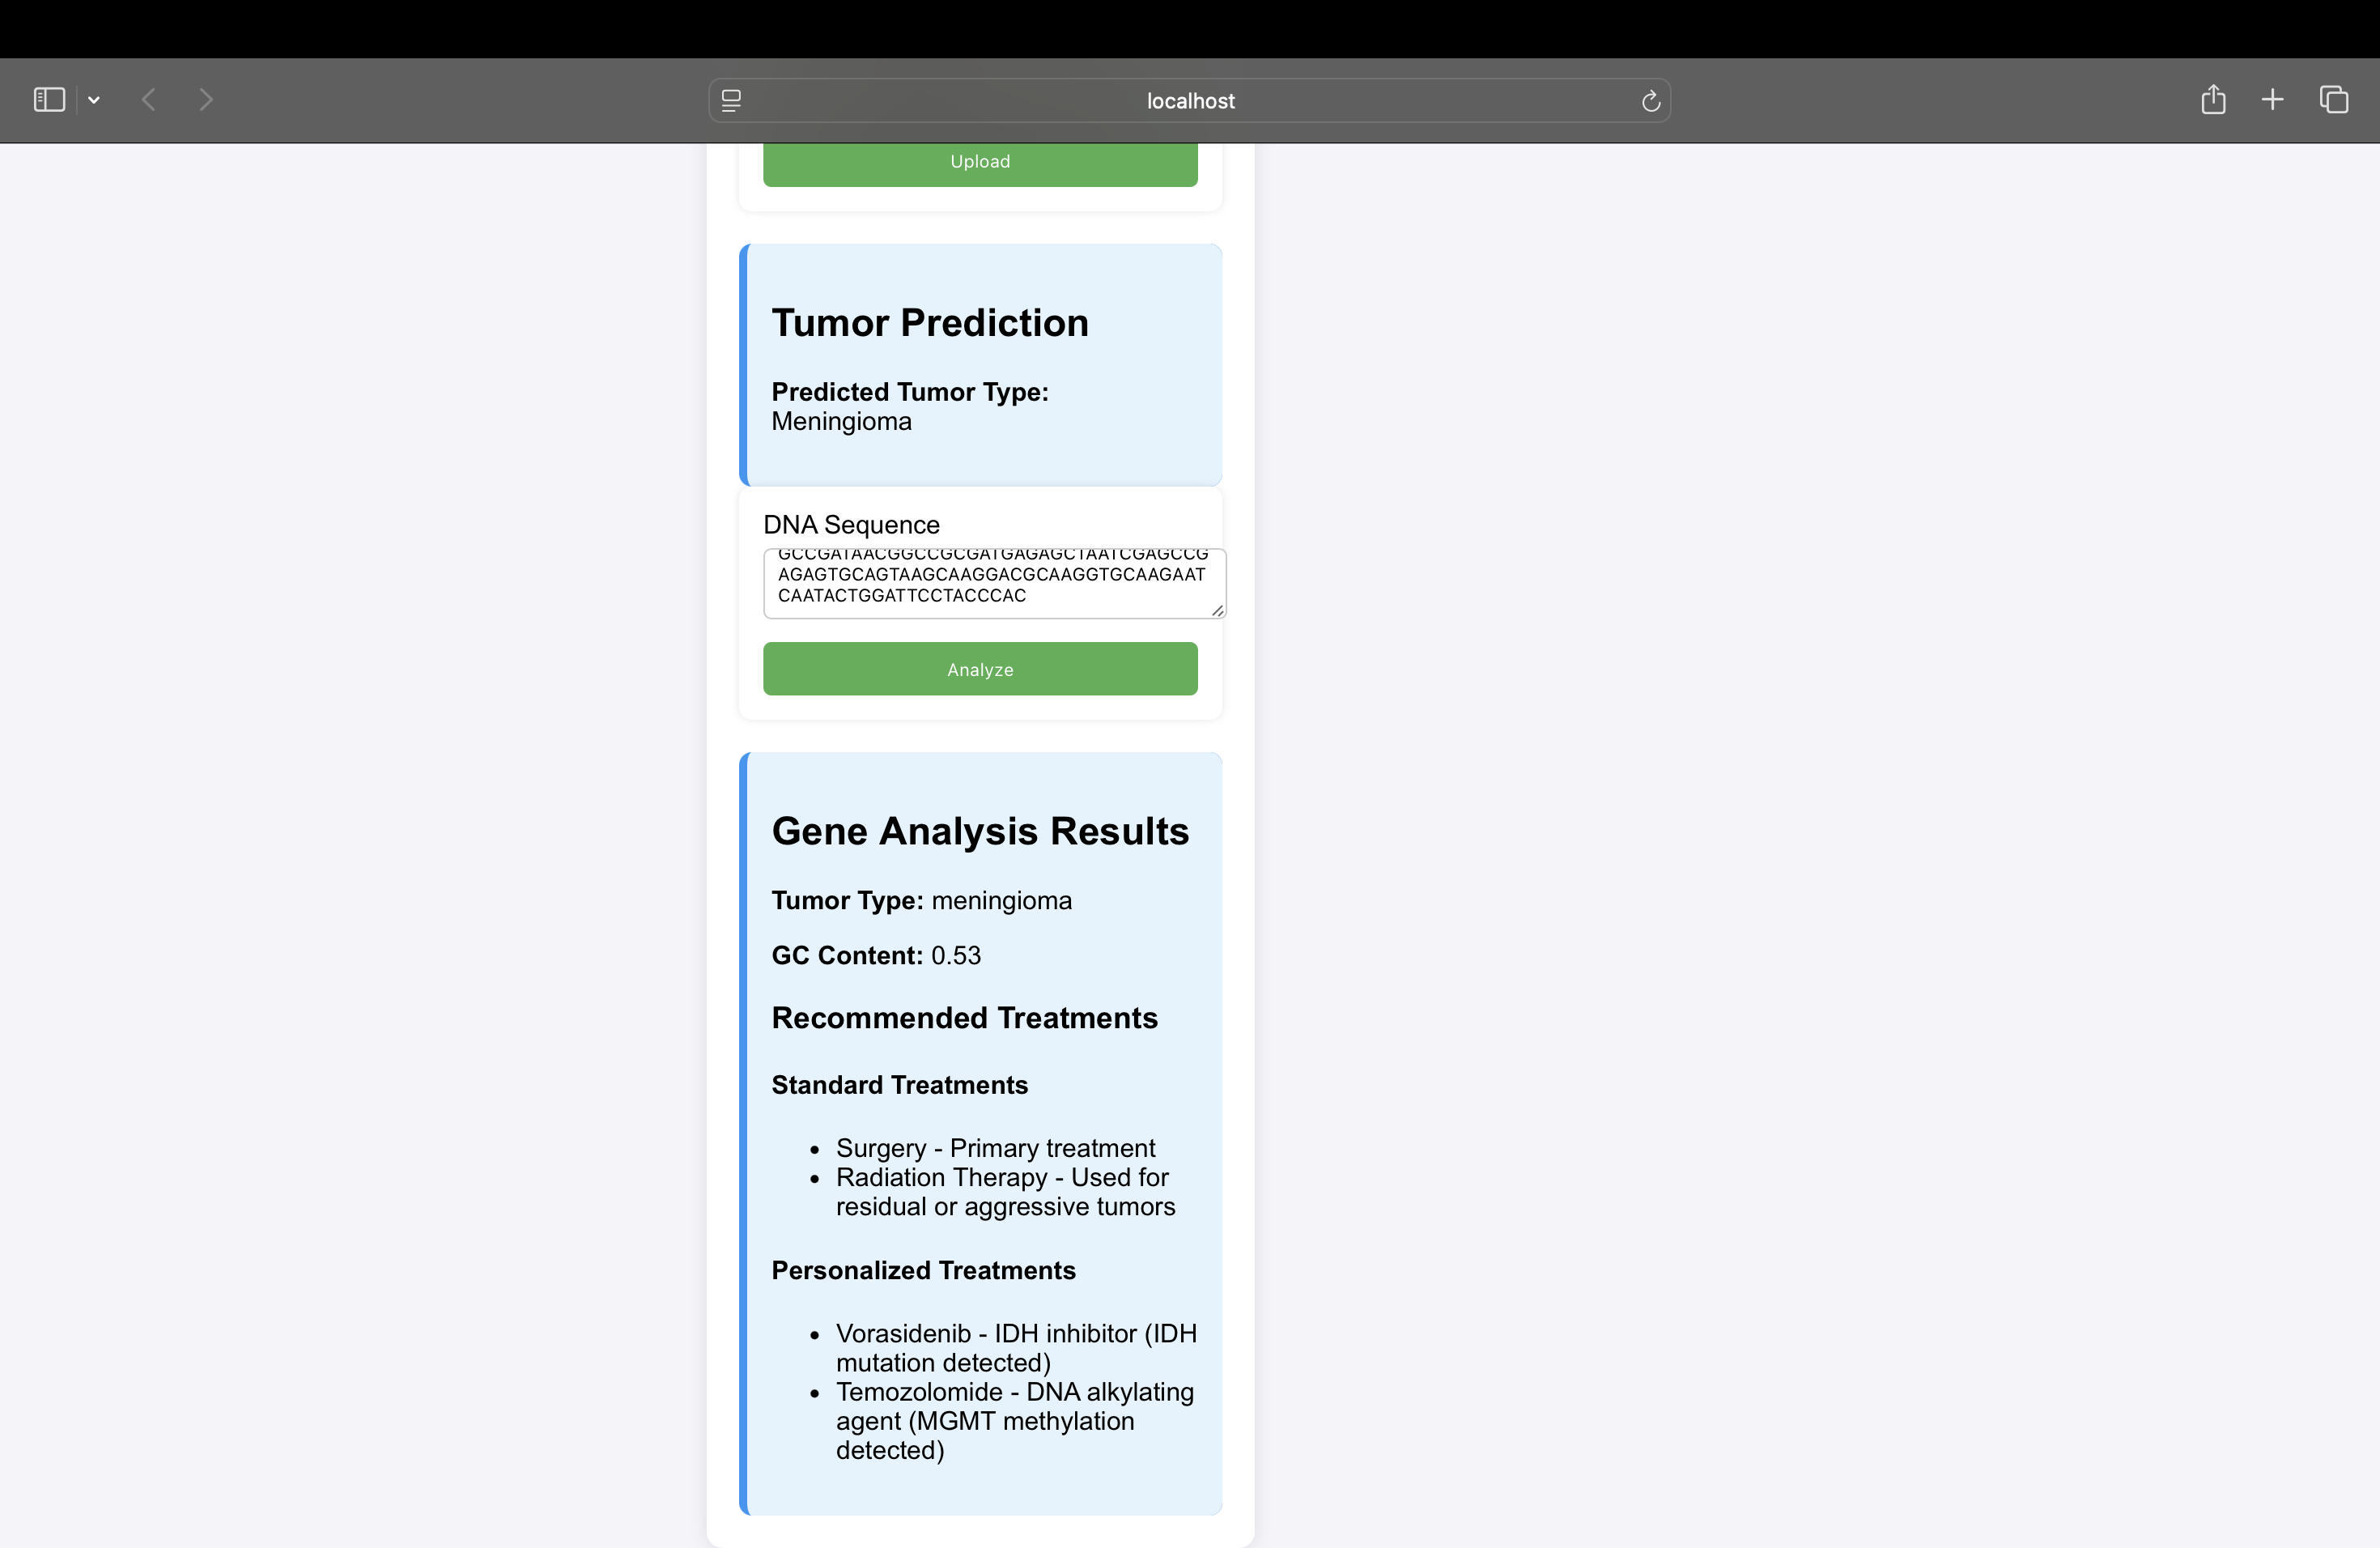 localhost
Upload
Tumor Prediction
Predicted Tumor Type:
Meningioma
DNA Sequence
GCCGATAACGGCCGCGATGAGAGCTAATCGAGCCG
AGAGTGCAGTAAGCAAGGACGCAAGGTGCAAGAAT
CAATACTGGATTCCTACCCAC
Analyze
Gene Analysis Results
Tumor Type: meningioma
GC Content: 0.53
Recommended Treatments
Standard Treatments
• Surgery - Primary treatment
• Radiation Therapy - Used for
residual or aggressive tumors
Personalized Treatments
• Vorasidenib - IDH inhibitor (IDH
mutation detected)
• Temozolomide - DNA alkylating
agent (MGMT methylation
detected)